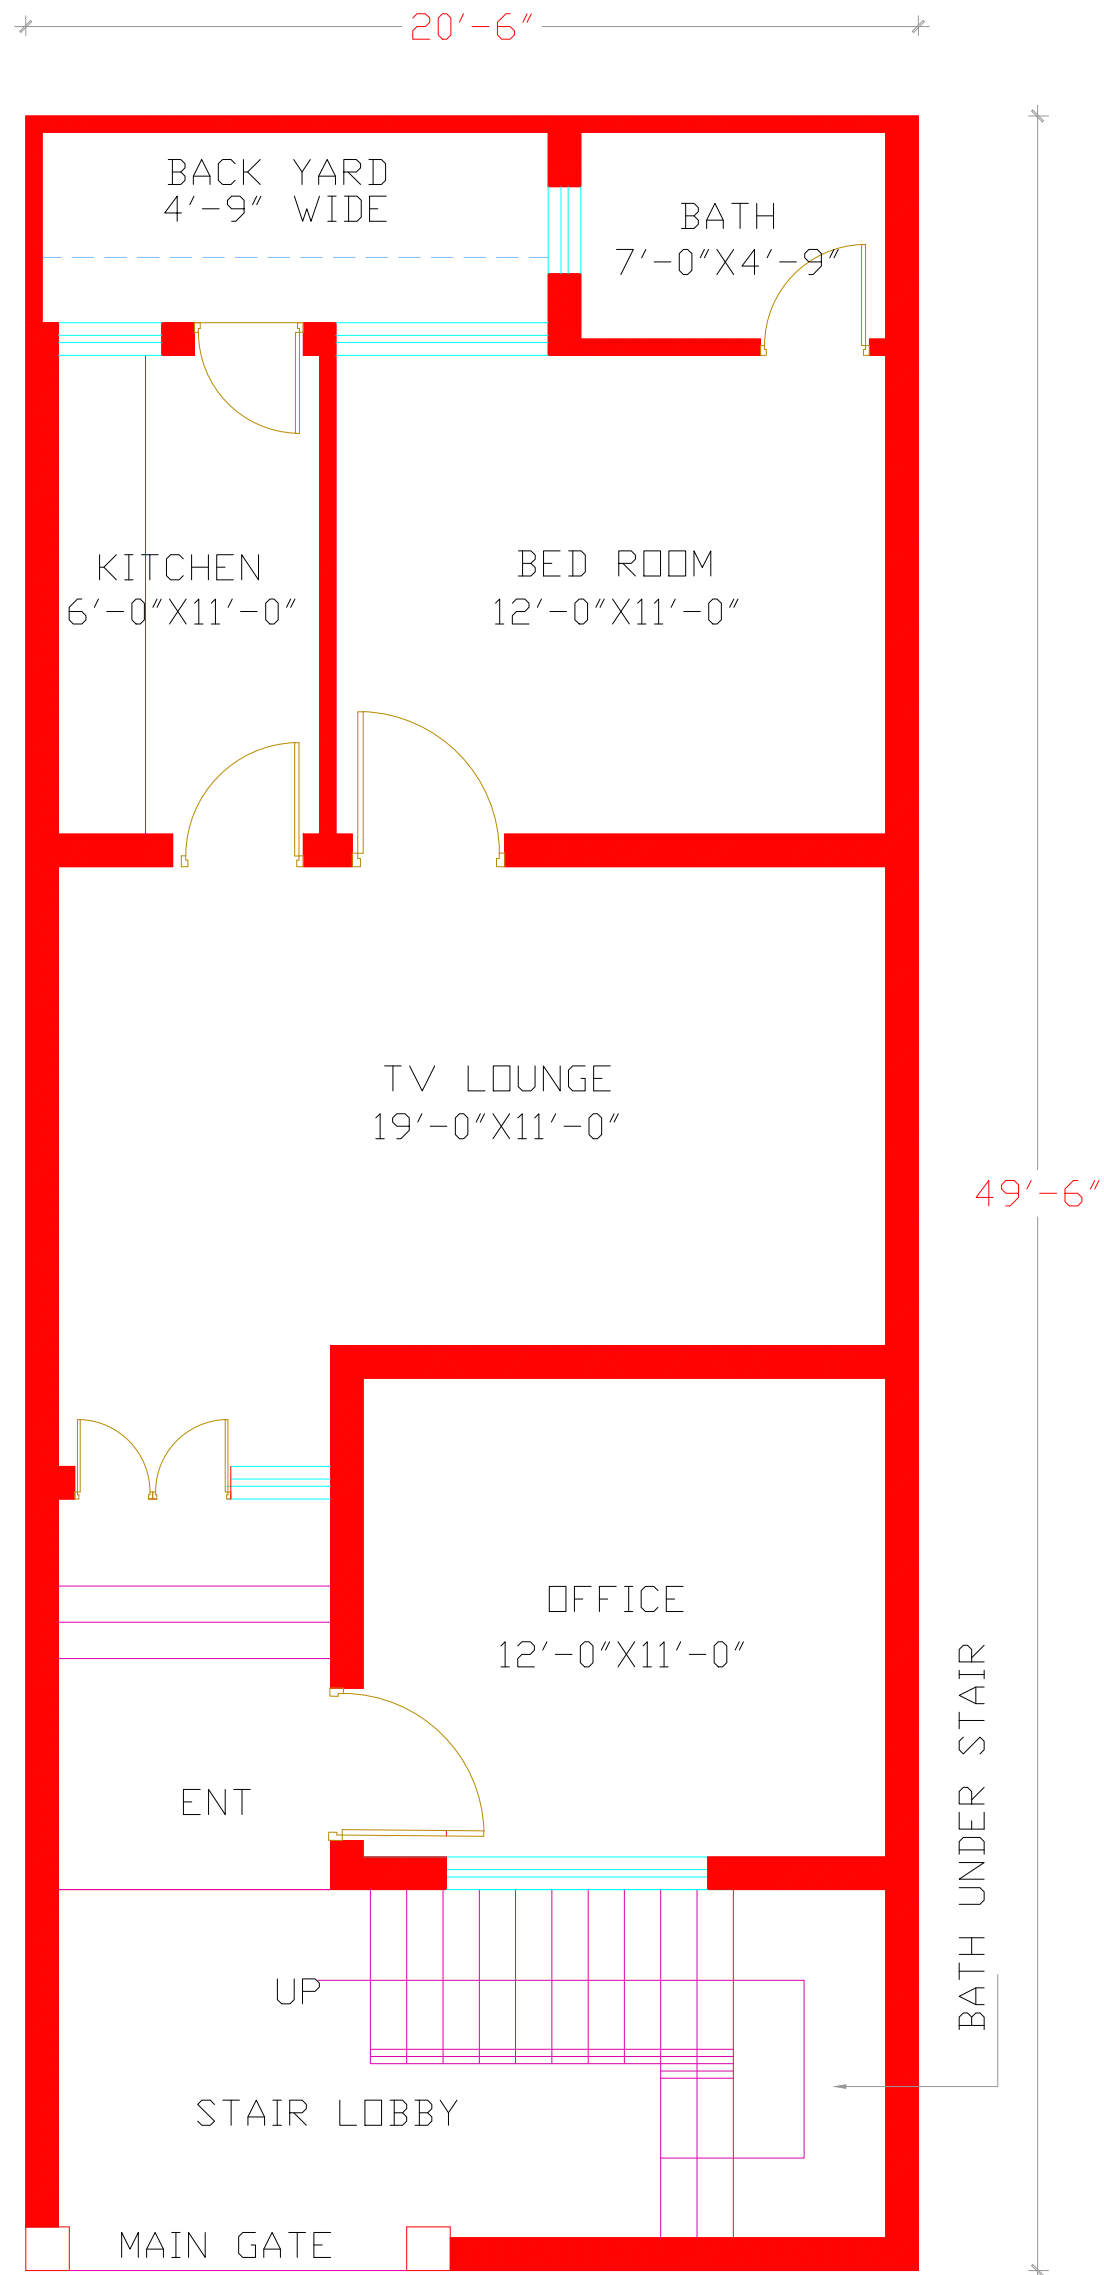 20'-6"
BACK YARD
4'-9" WIDE
BATH
7'-0"X4'-9"
KITCHEN
6'-0"X11'-0"
BED ROOM
12'-0"X11'-0"
TV LOUNGE
19'-0"X11'-0"
49'-6"
OFFICE
12'-0"X11'-0"
ENT
BATH UNDER STAIR
UP
STAIR LOBBY
MAIN GATE